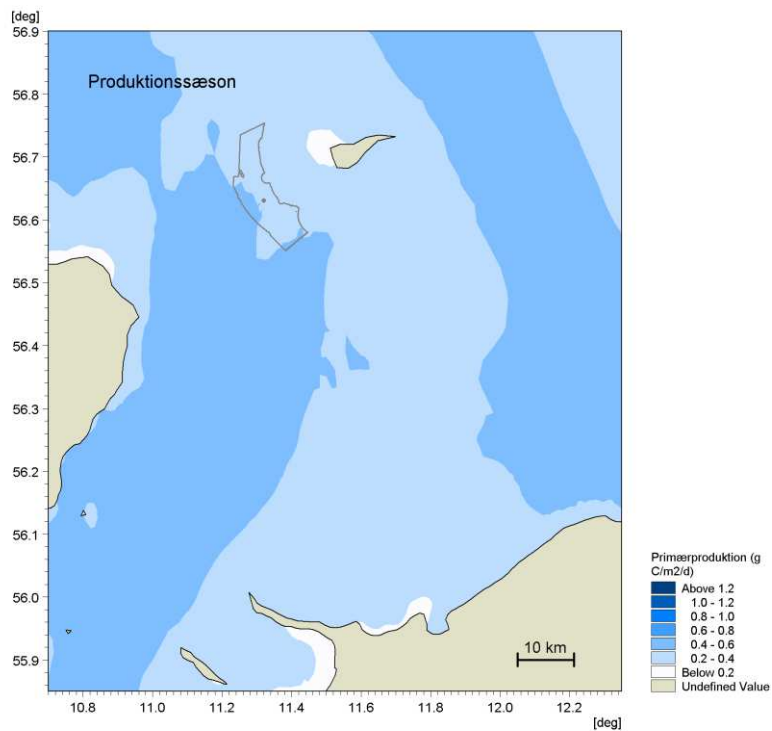 [deg]
56.9
Produktionssæson
56.8
56.7
56.6
56.5
56.4
56.3
56.2
56.1
56.0
55.9
10 km
10.8 11.0 11.2 11.4 11.6 11.8 12.0 12.2
[deg]
Primærproduktion (g
C/m2/d)
Above 1.2
1.0 - 1.2
0.8 - 1.0
0.6 - 0.8
0.4 - 0.6
0.2 - 0.4
Below 0.2
Undefined Value